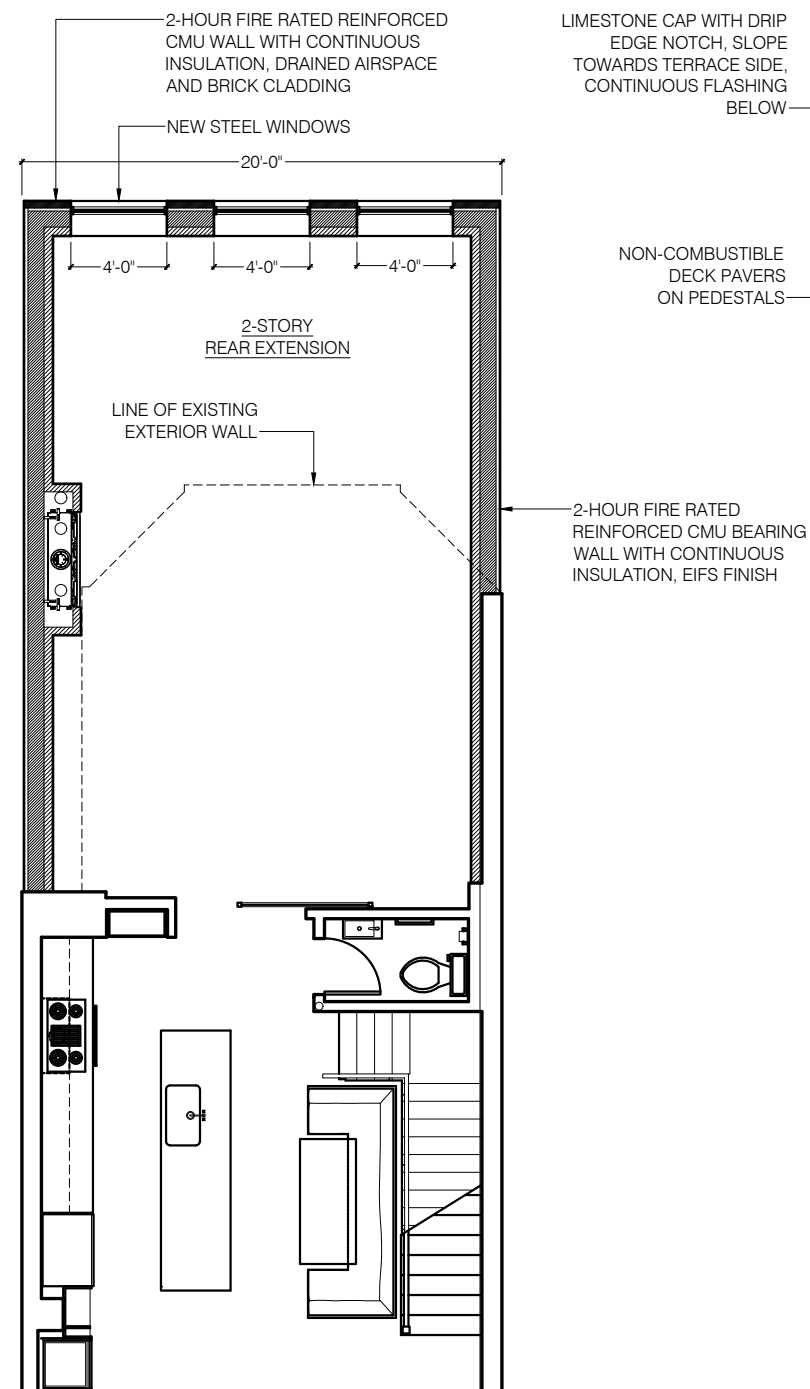 2-HOUR FIRE RATED REINFORCED
CMU WALL WITH CONTINUOUS
INSULATION, DRAINED AIRSPACE
AND BRICK CLADDING
NEW STEEL WINDOWS
20'-0"
4'-0"
4'-0"
4'-0"
2-STORY
REAR EXTENSION
LINE OF EXISTING
EXTERIOR WALL
LIMESTONE CAP WITH DRIP
EDGE NOTCH, SLOPE
TOWARDS TERRACE SIDE,
CONTINUOUS FLASHING
BELOW
NON-COMBUSTIBLE
DECK PAVERS
ON PEDESTALS
2-HOUR FIRE RATED
REINFORCED CMU BEARING
WALL WITH CONTINUOUS
INSULATION, EIFS FINISH